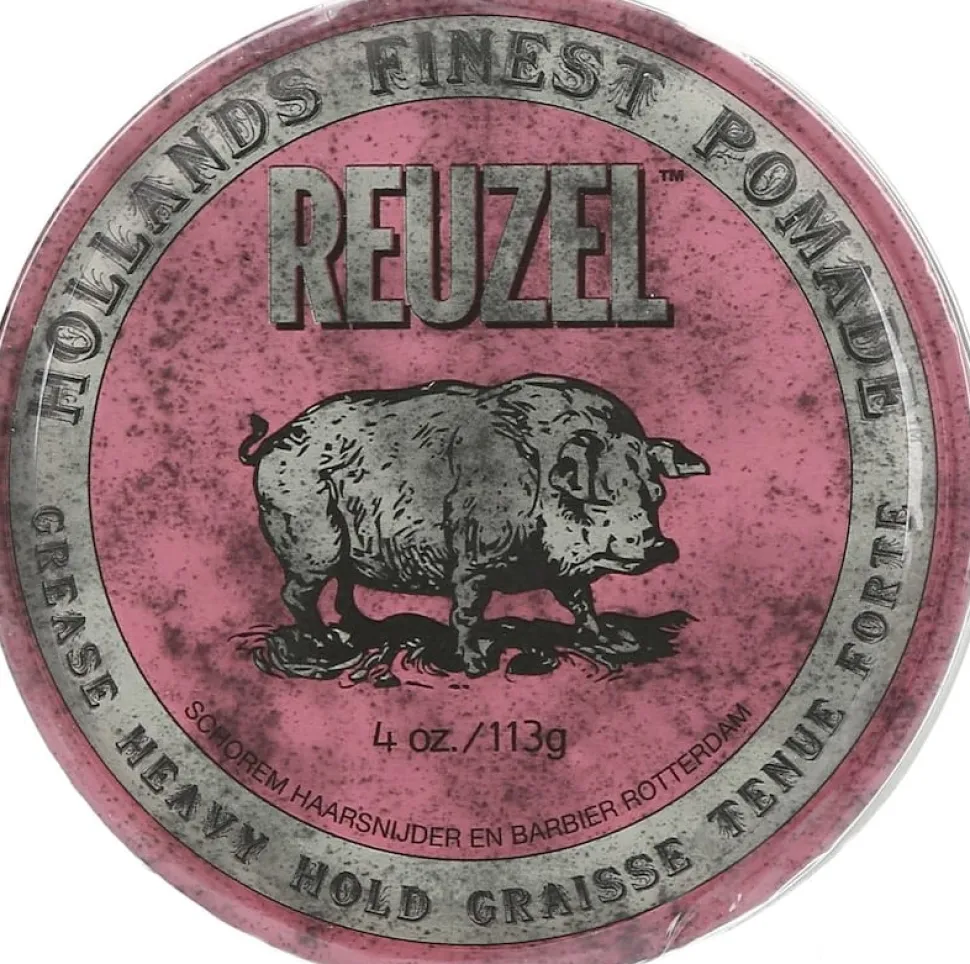 HOLLANDS FINEST POMADE
REUZEL™
4 oz./113g
SCHOREM HAARSNIJDER EN BARBIER ROTTERDAM
GREASE HEAVY HOLD GRAISSE TENUE FORTE